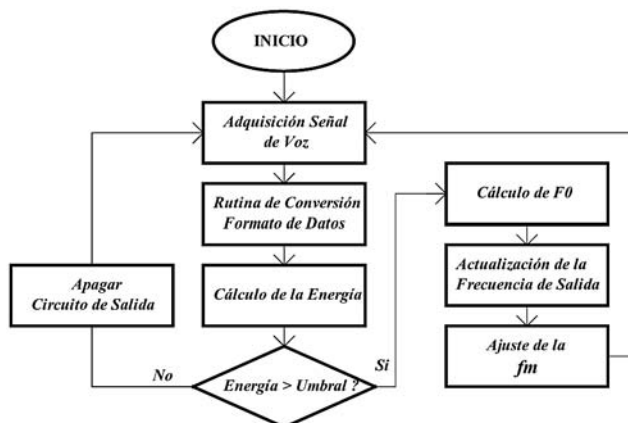 INICIO
Adquisición Señal
de Voz
Rutina de Conversión
Formato de Datos
Cálculo de la Energía
Energía > Umbral ?
No
Apagar
Circuito de Salida
Si
Cálculo de F0
Actualización de la
Frecuencia de Salida
Ajuste de la
fm